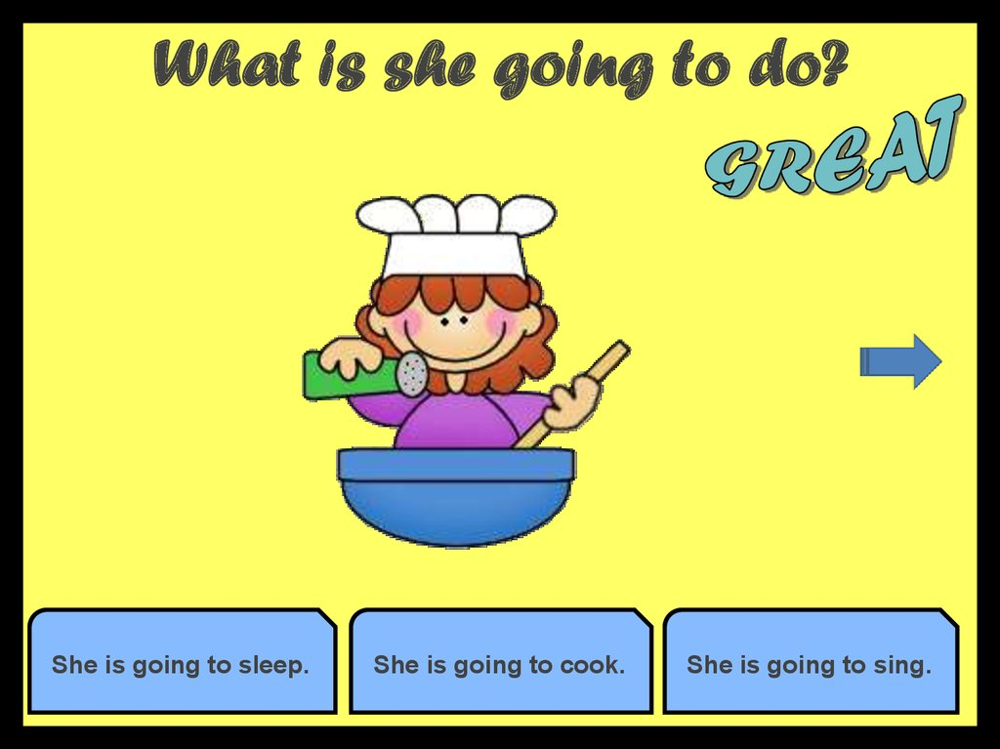 What is she going to do?
GREAT
She is going to sleep.
She is going to cook.
She is going to sing.